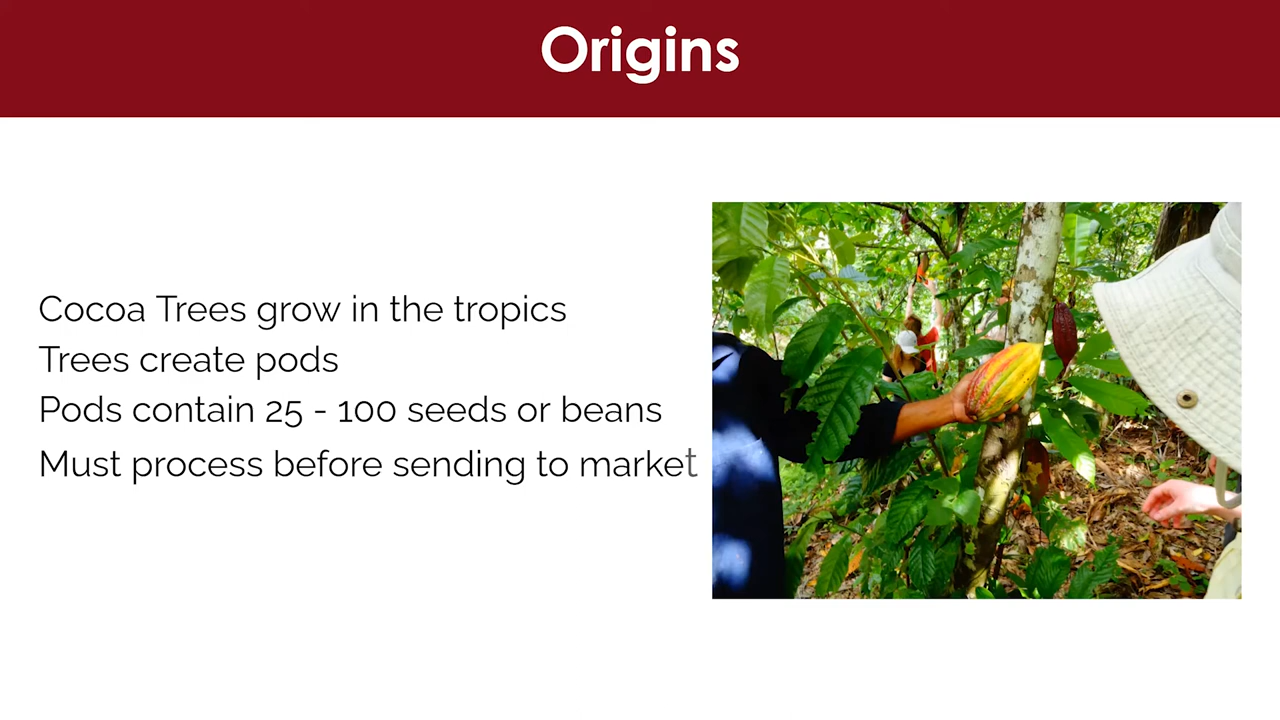 Origins
Cocoa Trees grow in the tropics
Trees create pods
Pods contain 25 - 100 seeds or beans
Must process before sending to market